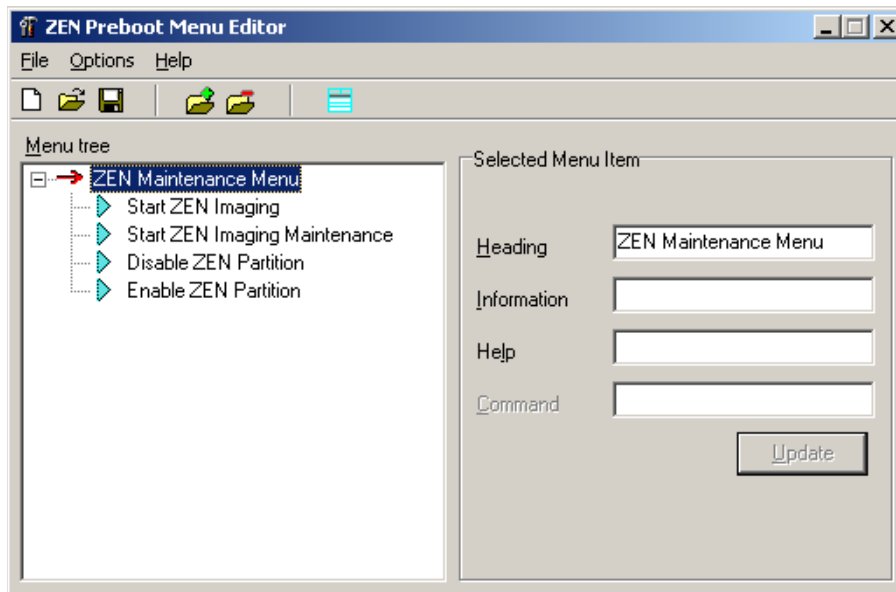 ZEN Preboot Menu Editor
File Options Help
Menu tree
ZEN Maintenance Menu
Start ZEN Imaging
Start ZEN Imaging Maintenance
Disable ZEN Partition
Enable ZEN Partition
Selected Menu Item
Heading ZEN Maintenance Menu
Information
Help
Command
Update